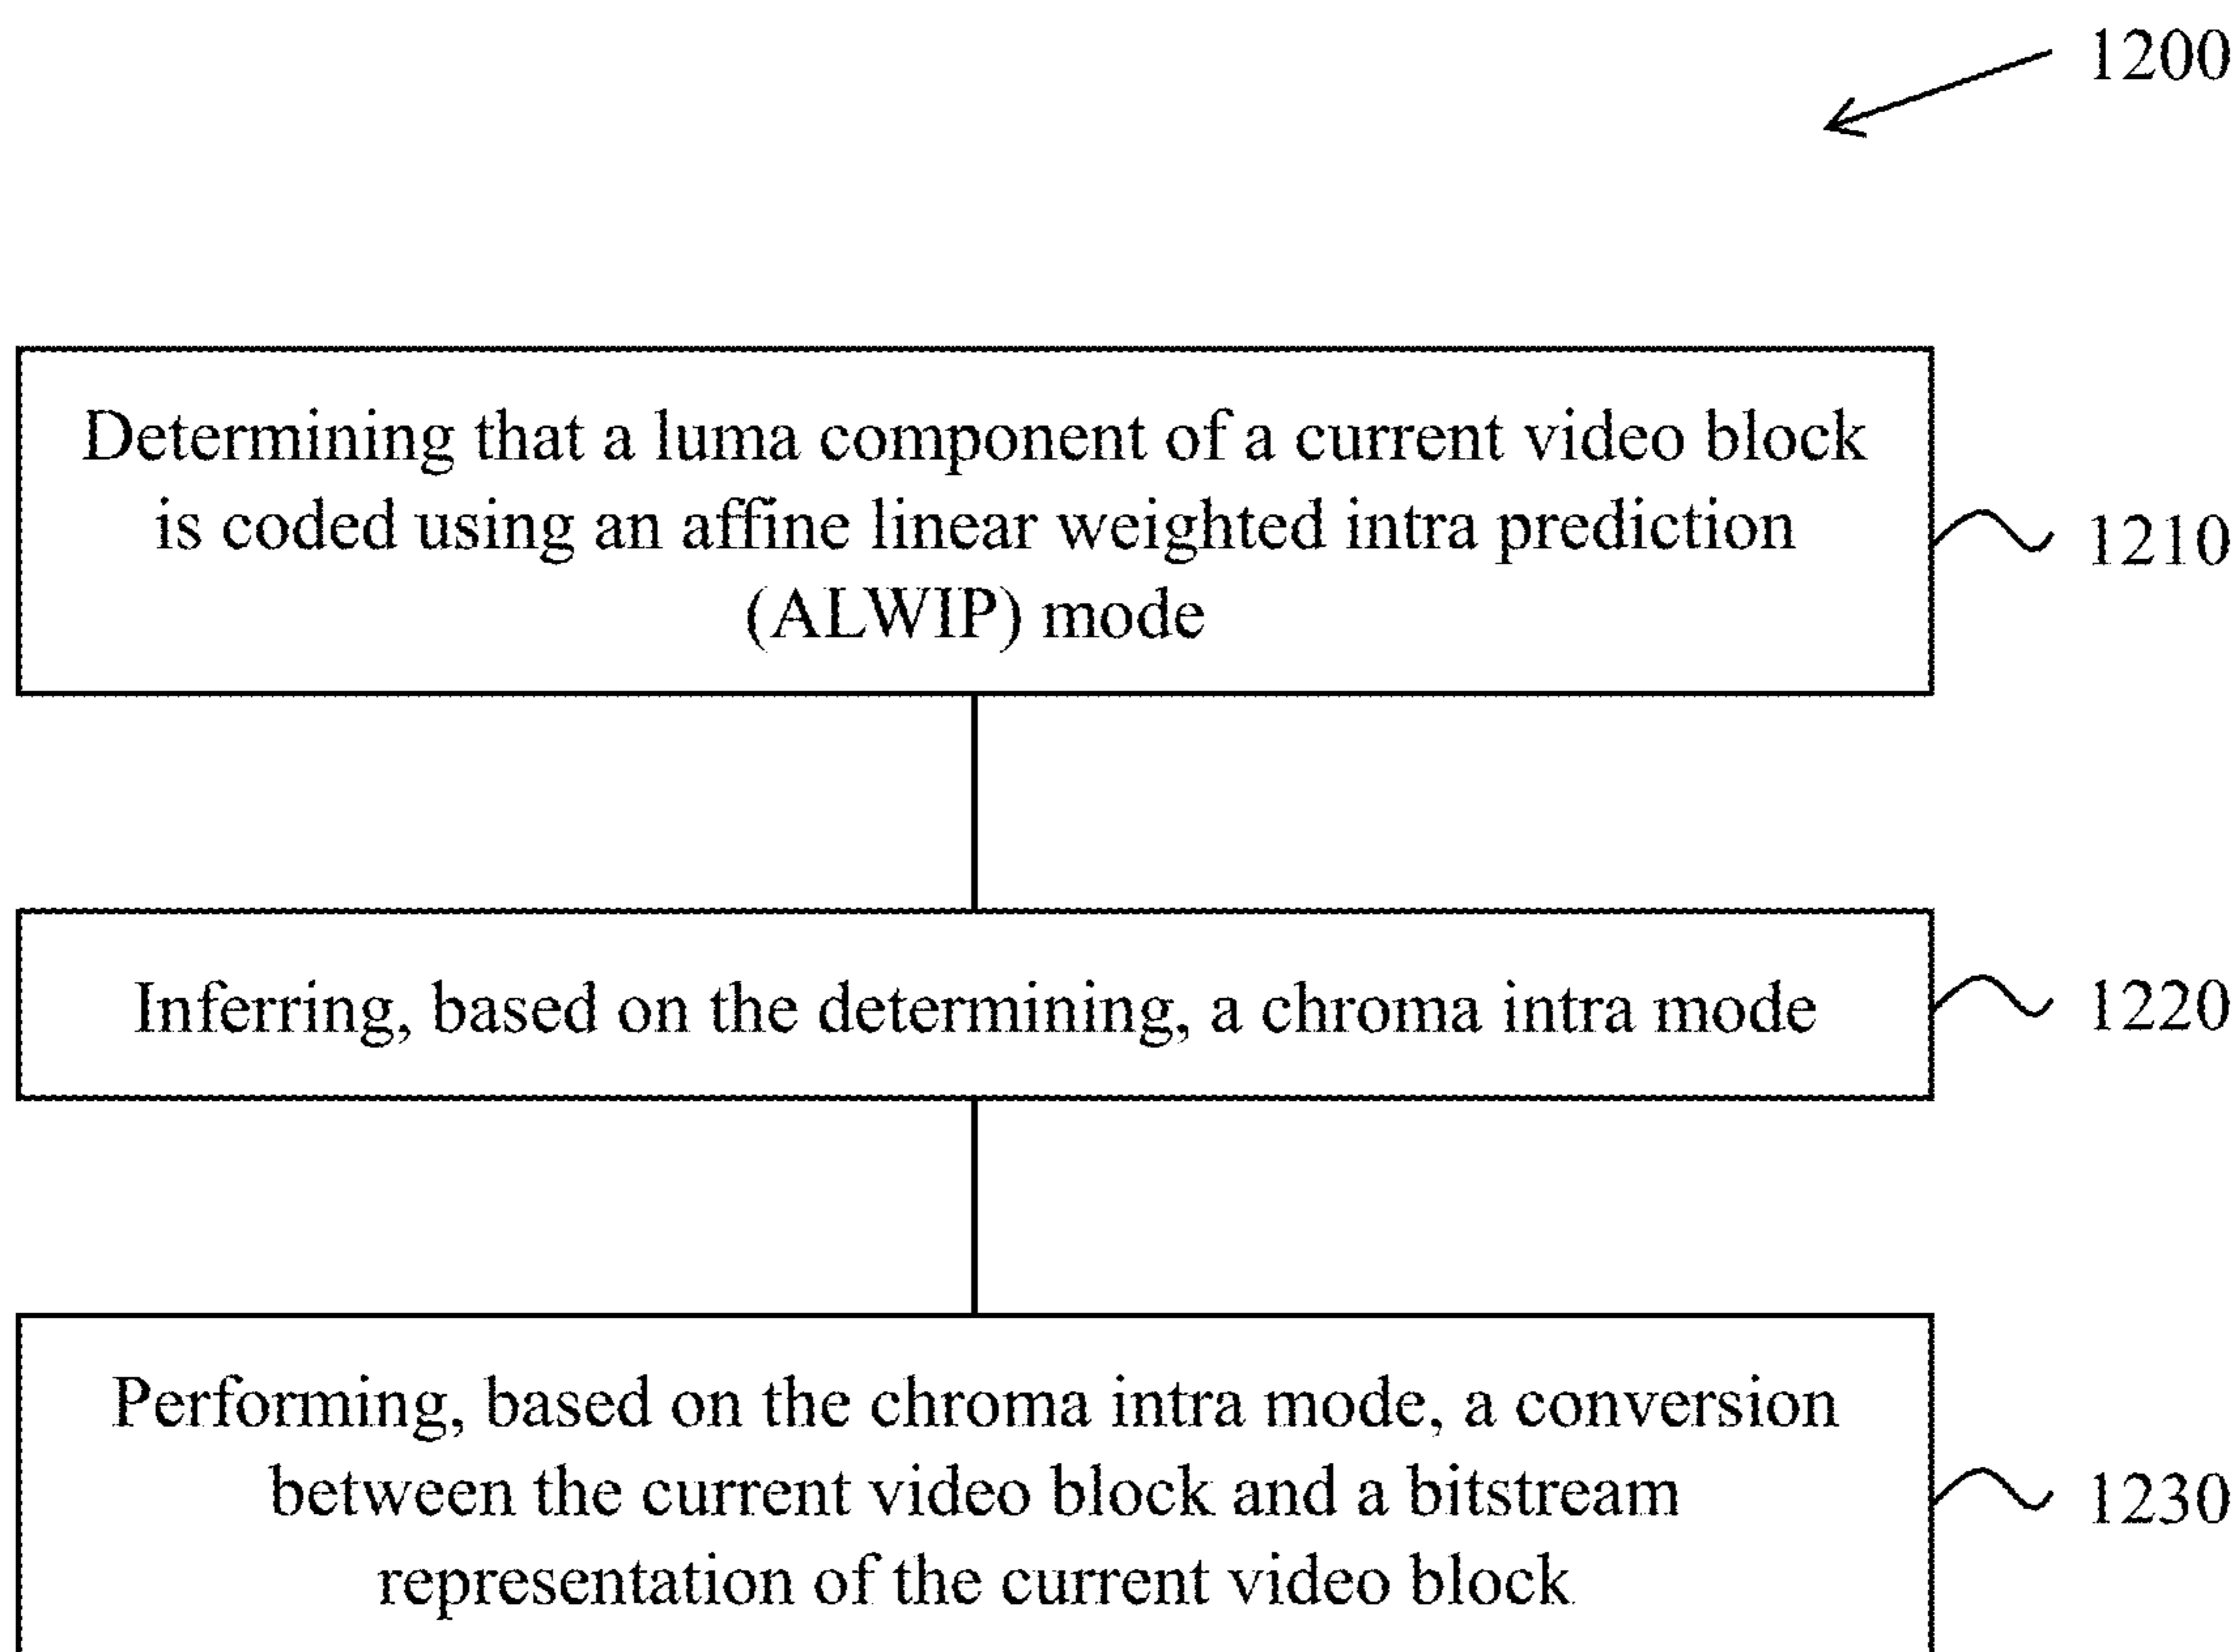 1200
Determining that a luma component of a current video block
is coded using an affine linear weighted intra prediction
(ALWIP) mode
1210
Inferring, based on the determining, a chroma intra mode
1220
Performing, based on the chroma intra mode, a conversion
between the current video block and a bitstream
representation of the current video block
1230